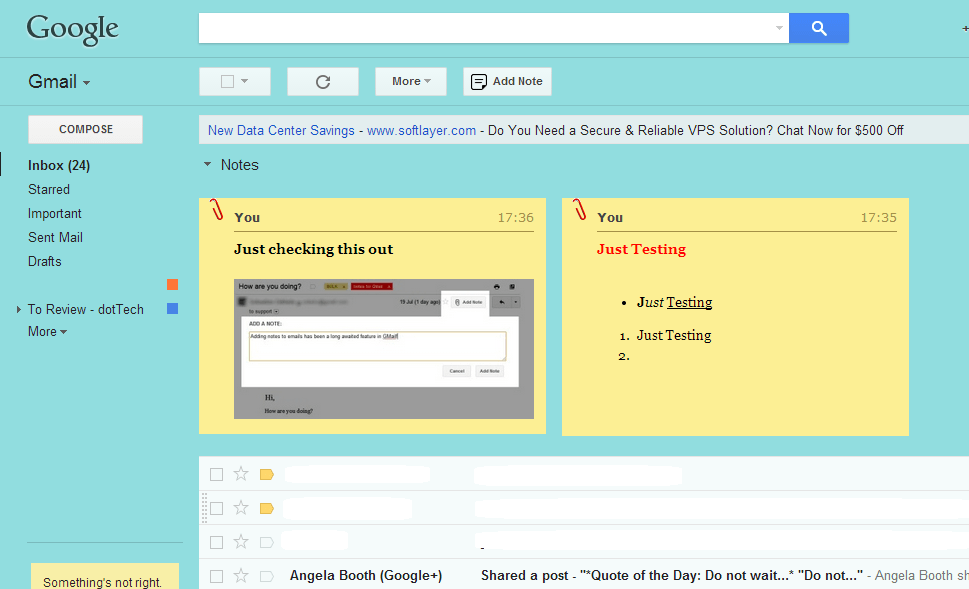 Google
+
Gmail
More
Add Note
COMPOSE
New Data Center Savings - www.softlayer.com - Do You Need a Secure & Reliable VPS Solution? Chat Now for $500 Off
Inbox (24)
Starred
Important
Sent Mail
Drafts
To Review - dotTech
More
Notes
You 17:36
Just checking this out
How are you doing?
19 Jul (1 day ago)
Add Note
to support
ADD A NOTE:
Adding notes to emails has been a long awaited feature in GMail
Cancel Add Note
Hi,
How are you doing?
You 17:35
Just Testing
• Just Testing
1. Just Testing
2.
Angela Booth (Google+) Shared a post - "*Quote of the Day: Do not wait...* "Do not..." - Angela Booth sh
Something's not right.